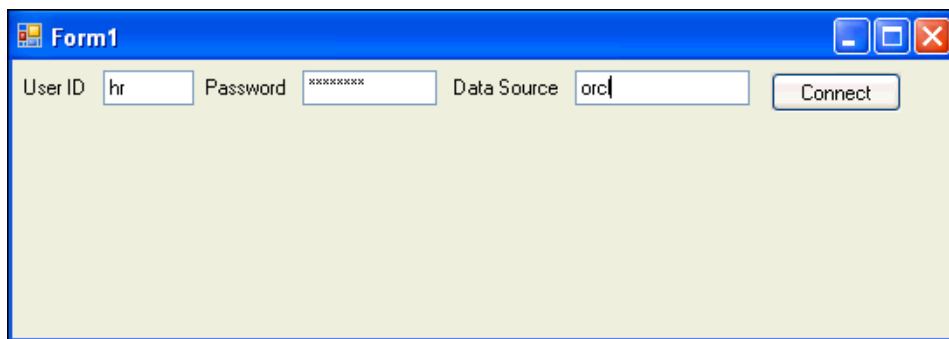 Form1
User ID hr Password ******** Data Source orcl Connect